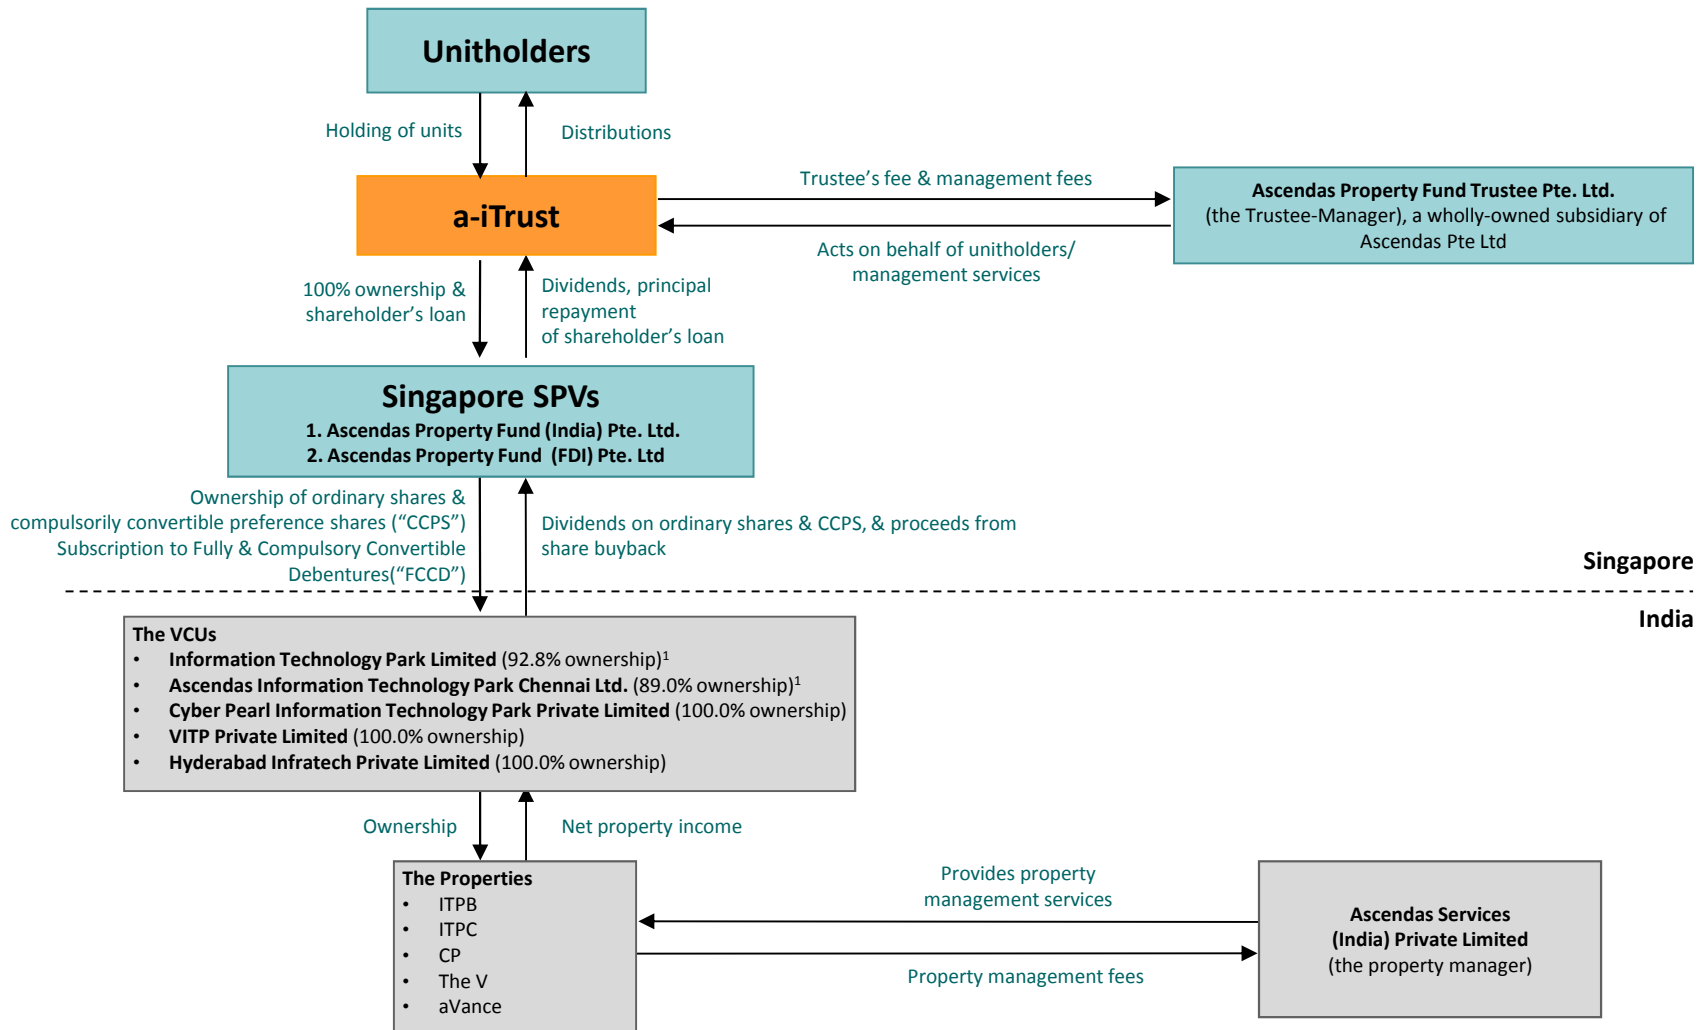 Unitholders
Holding of units
Distributions
a-iTrust
Trustee’s fee & management fees
Acts on behalf of unitholders/
management services
Ascendas Property Fund Trustee Pte. Ltd.
(the Trustee-Manager), a wholly-owned subsidiary of
Ascendas Pte Ltd
100% ownership &
shareholder’s loan
Dividends, principal
repayment
of shareholder’s loan
Singapore SPVs
1. Ascendas Property Fund (India) Pte. Ltd.
2. Ascendas Property Fund (FDI) Pte. Ltd
Ownership of ordinary shares &
compulsorily convertible preference shares (“CCPS”)
Subscription to Fully & Compulsory Convertible
Debentures(“FCCD”)
Dividends on ordinary shares & CCPS, & proceeds from
share buyback
Singapore
India
The VCUs
• Information Technology Park Limited (92.8% ownership)1
• Ascendas Information Technology Park Chennai Ltd. (89.0% ownership)1
• Cyber Pearl Information Technology Park Private Limited (100.0% ownership)
• VITP Private Limited (100.0% ownership)
• Hyderabad Infratech Private Limited (100.0% ownership)
Ownership
Net property income
The Properties
• ITPB
• ITPC
• CP
• The V
• aVance
Provides property
management services
Property management fees
Ascendas Services
(India) Private Limited
(the property manager)